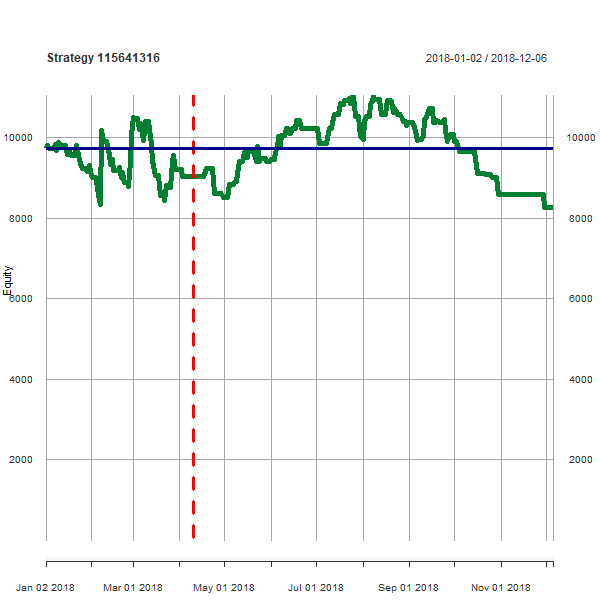 Strategy 115641316
2018-01-02 / 2018-12-06
10000
10000
8000
8000
Equity
6000
6000
4000
4000
2000
2000
Jan 02 2018
Mar 01 2018
May 01 2018
Jul 01 2018
Sep 01 2018
Nov 01 2018